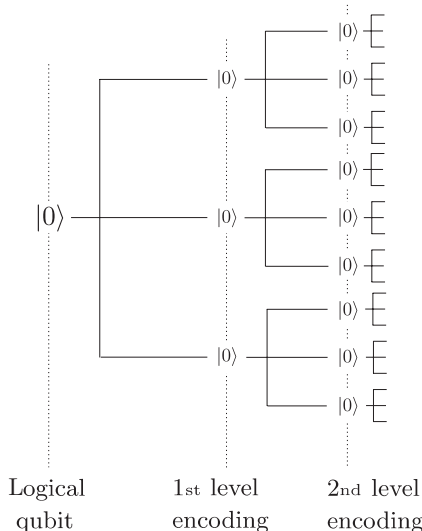 |0⟩
|0⟩
|0⟩
|0⟩
|0⟩
|0⟩
|0⟩
|0⟩
|0⟩
|0⟩
|0⟩
|0⟩
|0⟩
Logical
qubit
1st level
encoding
2nd level
encoding